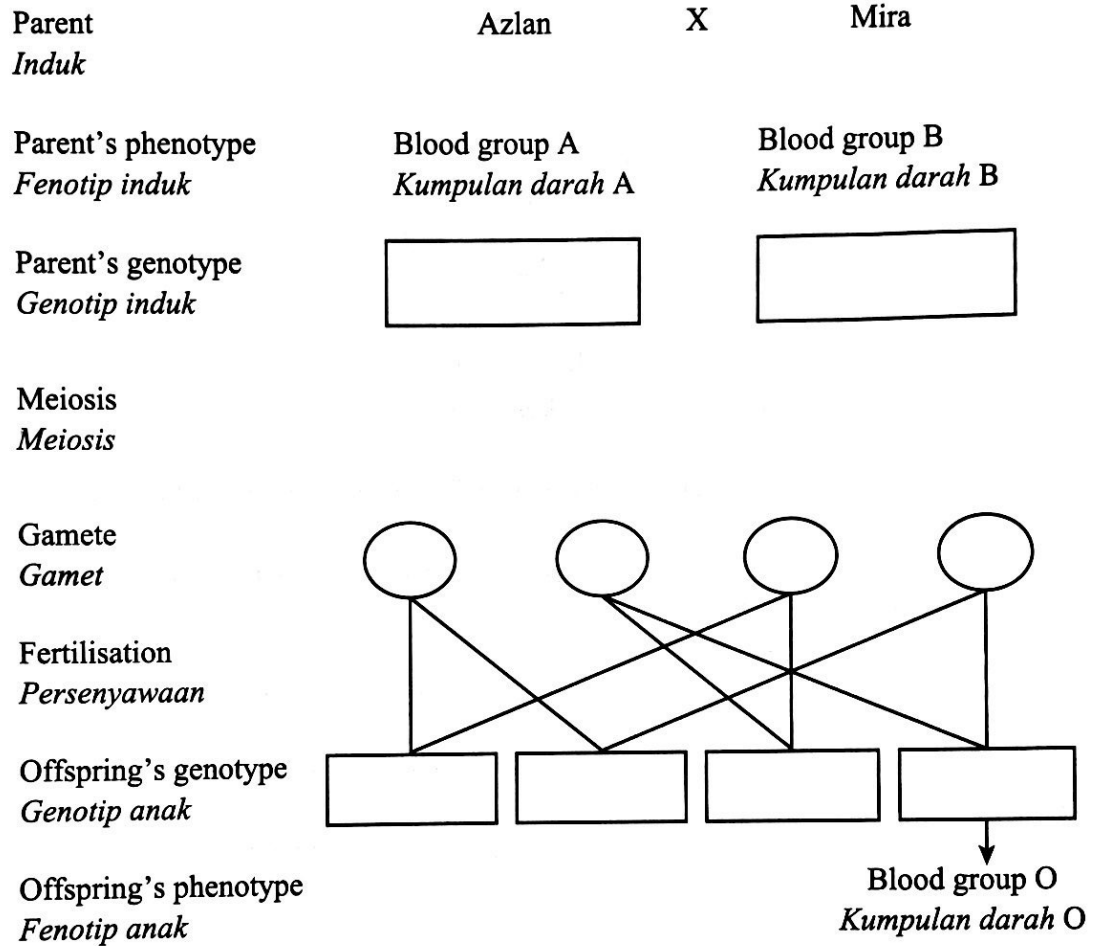 Parent Azlan X Mira
Induk
Parent's phenotype Blood group A Blood group B
Fenotip induk Kumpulan darah A Kumpulan darah B
Parent's genotype
Genotip induk
Meiosis
Meiosis
Gamete
Gamet
Fertilisation
Persenyawaan
Offspring's genotype
Genotip anak
Offspring's phenotype Blood group O
Fenotip anak Kumpulan darah O